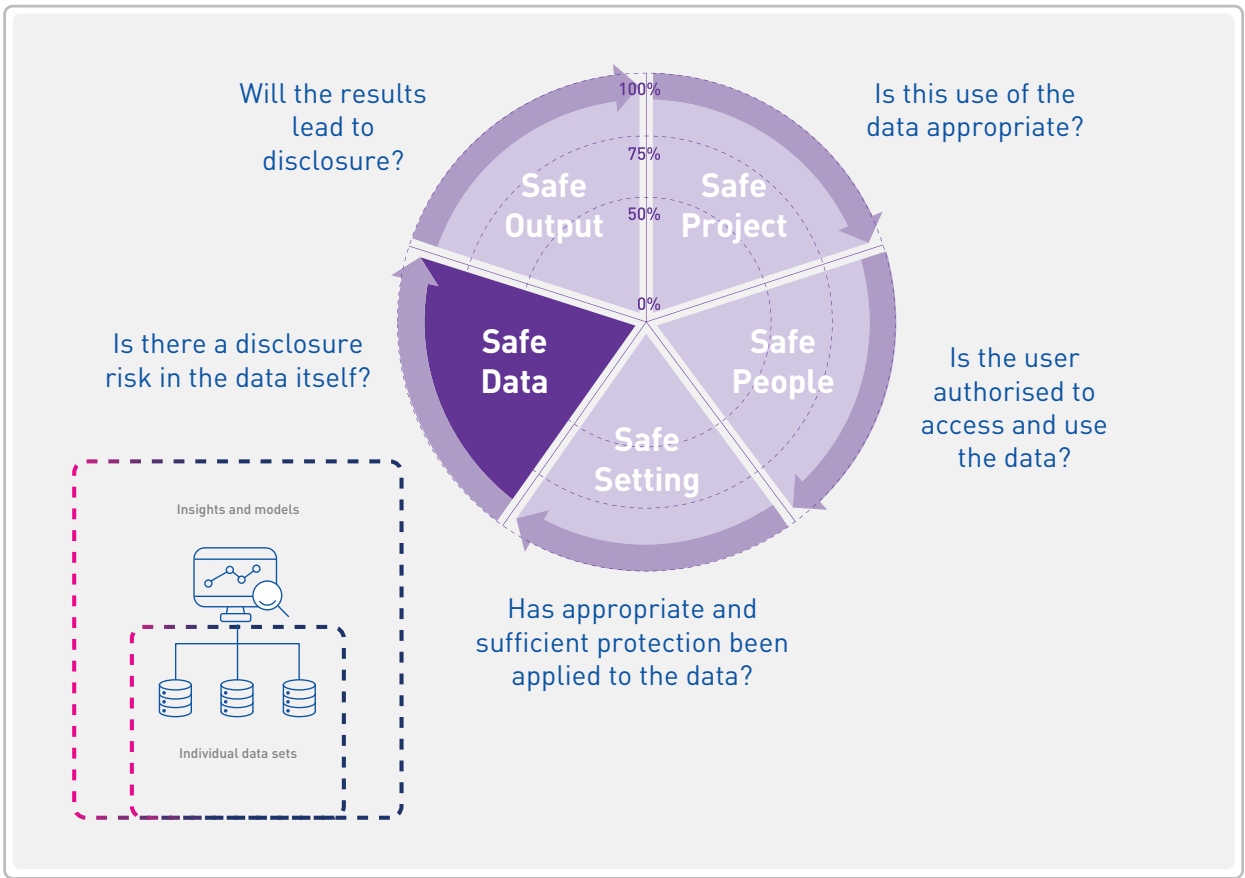 Will the results
lead to
disclosure?
Is this use of the
data appropriate?
100%
75%
50%
0%
Safe
Output
Safe
Project
Safe
Data
Safe
People
Safe
Setting
Is there a disclosure
risk in the data itself?
Is the user
authorised to
access and use
the data?
Has appropriate and
sufficient protection been
applied to the data?
Insights and models
Individual data sets